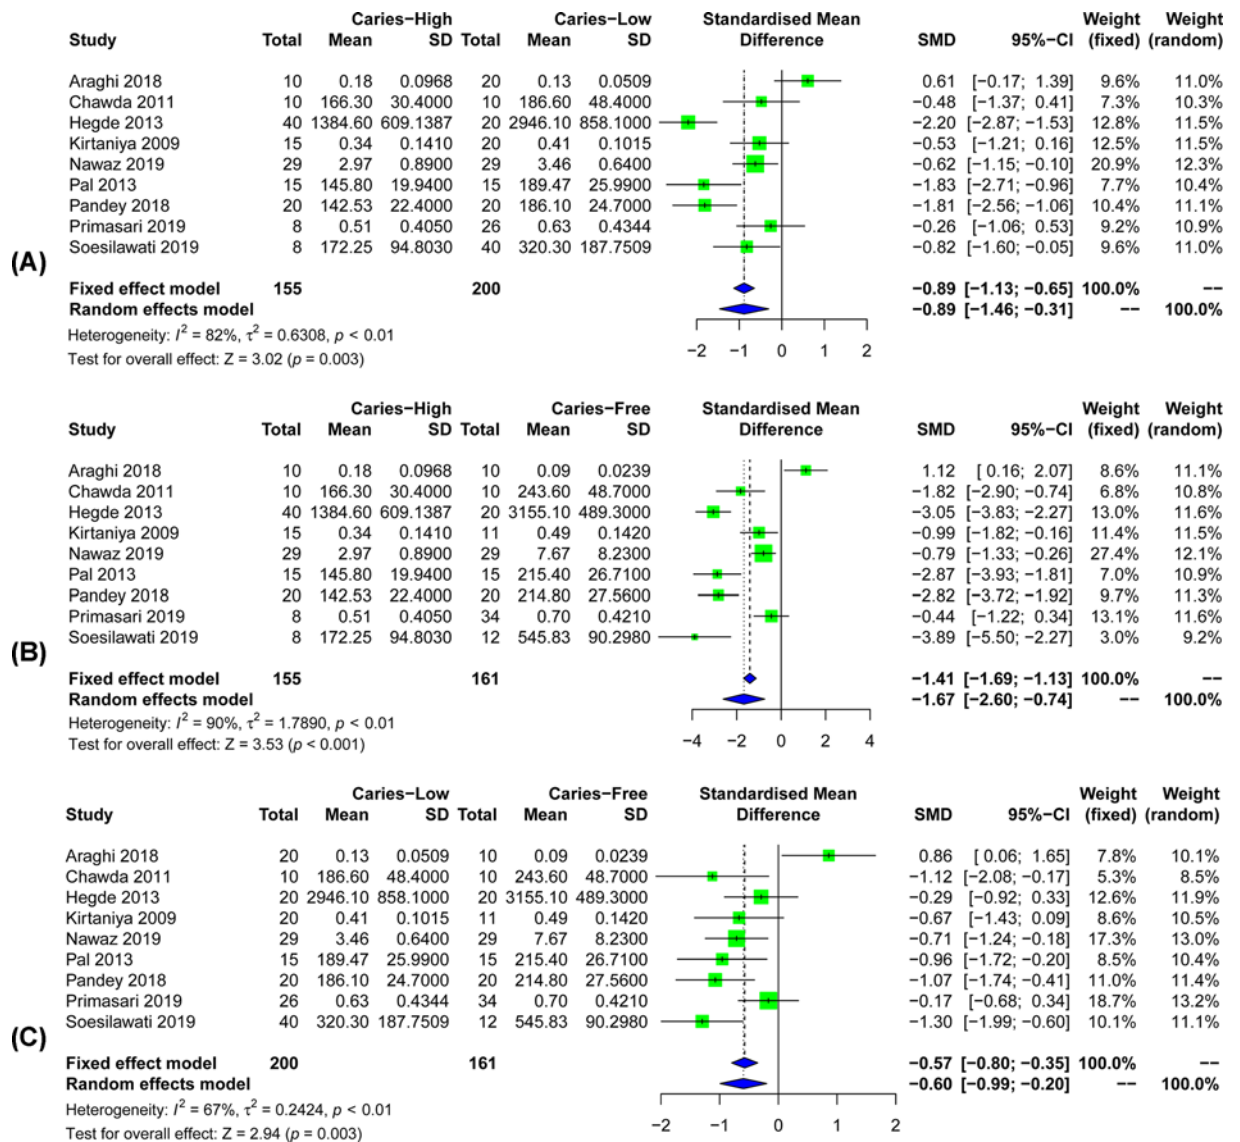 Caries−High Caries−Low Standardised Mean Weight Weight
Study Total Mean SD Total Mean SD Difference SMD 95%−CI (fixed) (random)
Araghi 2018 10 0.18 0.0968 20 0.13 0.0509 0.61 [−0.17; 1.39] 9.6% 11.0%
Chawda 2011 10 166.30 30.4000 10 186.60 48.4000 −0.48 [−1.37; 0.41] 7.3% 10.3%
Hegde 2013 40 1384.60 609.1387 20 2946.10 858.1000 −2.20 [−2.87; −1.53] 12.8% 11.5%
Kirtaniya 2009 15 0.34 0.1410 20 0.41 0.1015 −0.53 [−1.21; 0.16] 12.5% 11.5%
Nawaz 2019 29 2.97 0.8900 29 3.46 0.6400 −0.62 [−1.15; −0.10] 20.9% 12.3%
Pal 2013 15 145.80 19.9400 15 189.47 25.9900 −1.83 [−2.71; −0.96] 7.7% 10.4%
Pandey 2018 20 142.53 22.4000 20 186.10 24.7000 −1.81 [−2.56; −1.06] 10.4% 11.1%
Primasari 2019 8 0.51 0.4050 26 0.63 0.4344 −0.26 [−1.06; 0.53] 9.2% 10.9%
Soesilawati 2019 8 172.25 94.8030 40 320.30 187.7509 −0.82 [−1.60; −0.05] 9.6% 11.0%
(A)
Fixed effect model 155 200 −0.89 [−1.13; −0.65] 100.0% −−
Random effects model −0.89 [−1.46; −0.31] −− 100.0%
Heterogeneity: I² = 82%, τ² = 0.6308, p < 0.01
−2 −1 0 1 2
Test for overall effect: Z = 3.02 (p = 0.003)
Caries−High Caries−Free Standardised Mean Weight Weight
Study Total Mean SD Total Mean SD Difference SMD 95%−CI (fixed) (random)
Araghi 2018 10 0.18 0.0968 10 0.09 0.0239 1.12 [ 0.16; 2.07] 8.6% 11.1%
Chawda 2011 10 166.30 30.4000 10 243.60 48.7000 −1.82 [−2.90; −0.74] 6.8% 10.8%
Hegde 2013 40 1384.60 609.1387 20 3155.10 489.3000 −3.05 [−3.83; −2.27] 13.0% 11.6%
Kirtaniya 2009 15 0.34 0.1410 11 0.49 0.1420 −0.99 [−1.82; −0.16] 11.4% 11.5%
Nawaz 2019 29 2.97 0.8900 29 7.67 8.2300 −0.79 [−1.33; −0.26] 27.4% 12.1%
Pal 2013 15 145.80 19.9400 15 215.40 26.7100 −2.87 [−3.93; −1.81] 7.0% 10.9%
Pandey 2018 20 142.53 22.4000 20 214.80 27.5600 −2.82 [−3.72; −1.92] 9.7% 11.3%
Primasari 2019 8 0.51 0.4050 34 0.70 0.4210 −0.44 [−1.22; 0.34] 13.1% 11.6%
Soesilawati 2019 8 172.25 94.8030 12 545.83 90.2980 −3.89 [−5.50; −2.27] 3.0% 9.2%
(B)
Fixed effect model 155 161 −1.41 [−1.69; −1.13] 100.0% −−
Random effects model −1.67 [−2.60; −0.74] −− 100.0%
Heterogeneity: I² = 90%, τ² = 1.7890, p < 0.01
−4 −2 0 2 4
Test for overall effect: Z = 3.53 (p < 0.001)
Caries−Low Caries−Free Standardised Mean Weight Weight
Study Total Mean SD Total Mean SD Difference SMD 95%−CI (fixed) (random)
Araghi 2018 20 0.13 0.0509 10 0.09 0.0239 0.86 [ 0.06; 1.65] 7.8% 10.1%
Chawda 2011 10 186.60 48.4000 10 243.60 48.7000 −1.12 [−2.08; −0.17] 5.3% 8.5%
Hegde 2013 20 2946.10 858.1000 20 3155.10 489.3000 −0.29 [−0.92; 0.33] 12.6% 11.9%
Kirtaniya 2009 20 0.41 0.1015 11 0.49 0.1420 −0.67 [−1.43; 0.09] 8.6% 10.5%
Nawaz 2019 29 3.46 0.6400 29 7.67 8.2300 −0.71 [−1.24; −0.18] 17.3% 13.0%
Pal 2013 15 189.47 25.9900 15 215.40 26.7100 −0.96 [−1.72; −0.20] 8.5% 10.4%
Pandey 2018 20 186.10 24.7000 20 214.80 27.5600 −1.07 [−1.74; −0.41] 11.0% 11.4%
Primasari 2019 26 0.63 0.4344 34 0.70 0.4210 −0.17 [−0.68; 0.34] 18.7% 13.2%
Soesilawati 2019 40 320.30 187.7509 12 545.83 90.2980 −1.30 [−1.99; −0.60] 10.1% 11.1%
(C)
Fixed effect model 200 161 −0.57 [−0.80; −0.35] 100.0% −−
Random effects model −0.60 [−0.99; −0.20] −− 100.0%
Heterogeneity: I² = 67%, τ² = 0.2424, p < 0.01
−2 −1 0 1 2
Test for overall effect: Z = 2.94 (p = 0.003)